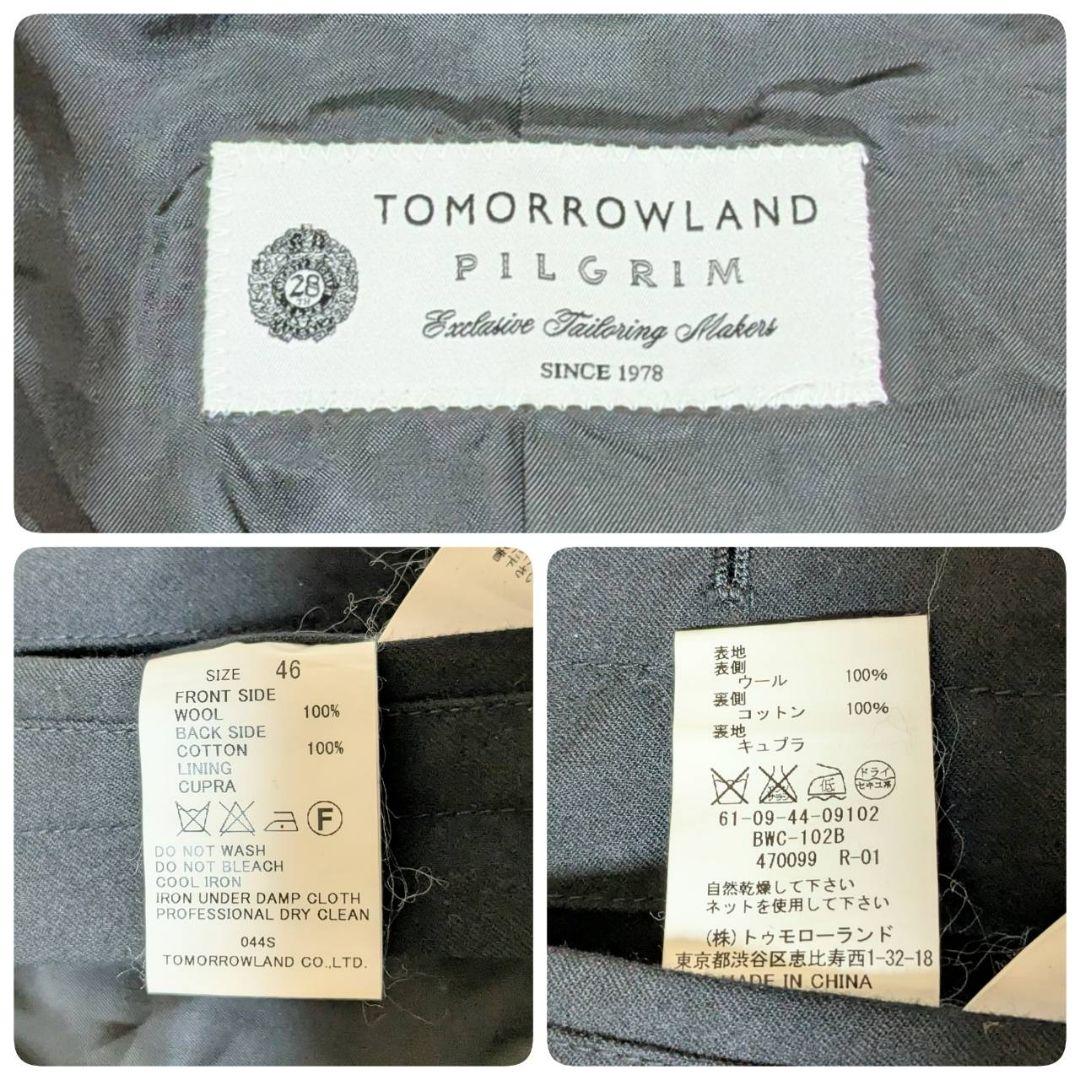 TOMORROWLAND
PILGRIM
28
Exclusive Tailoring Makers
SINCE 1978
SIZE 46
FRONT SIDE
WOOL 100%
BACK SIDE
COTTON 100%
LINING
CUPRA
F
DO NOT WASH
DO NOT BLEACH
COOL IRON
IRON UNDER DAMP CLOTH
PROFESSIONAL DRY CLEAN
044S
TOMORROWLAND CO.,LTD.
表地
表側
ウール 100%
裏側
コットン 100%
裏地
キュプラ
低 ドライ
セキユ系
61-09-44-09102
BWC-102B
470099 R-01
自然乾燥して下さい
ネットを使用して下さい
(株)トゥモローランド
東京都渋谷区恵比寿西1-32-18
MADE IN CHINA